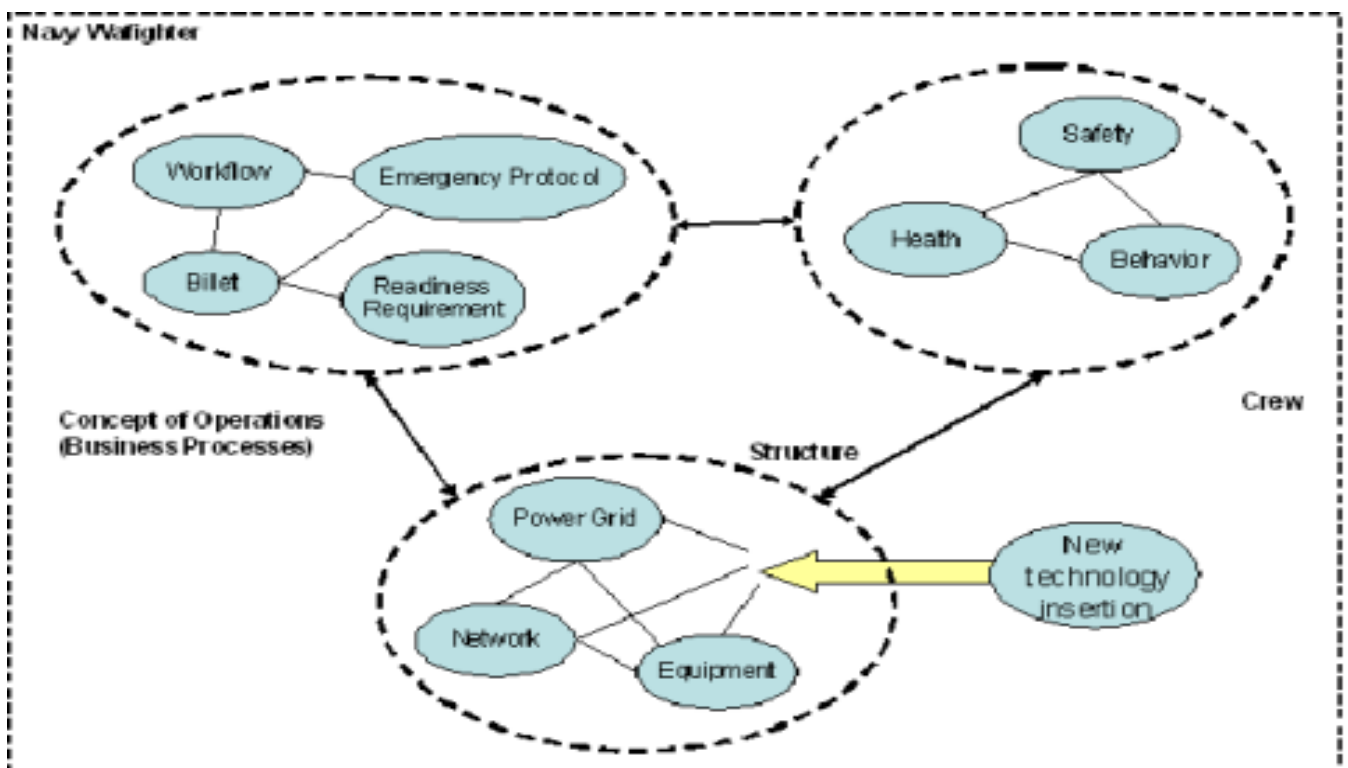 Navy Wafighter
Safety
Workflow
Emergency Protocol
Health
Behavior
Billet
Readiness
Requirement
Crew
Concept of Operations
(Business Processes)
Structure
Power Grid
New
technology
insertion
Network
Equipment